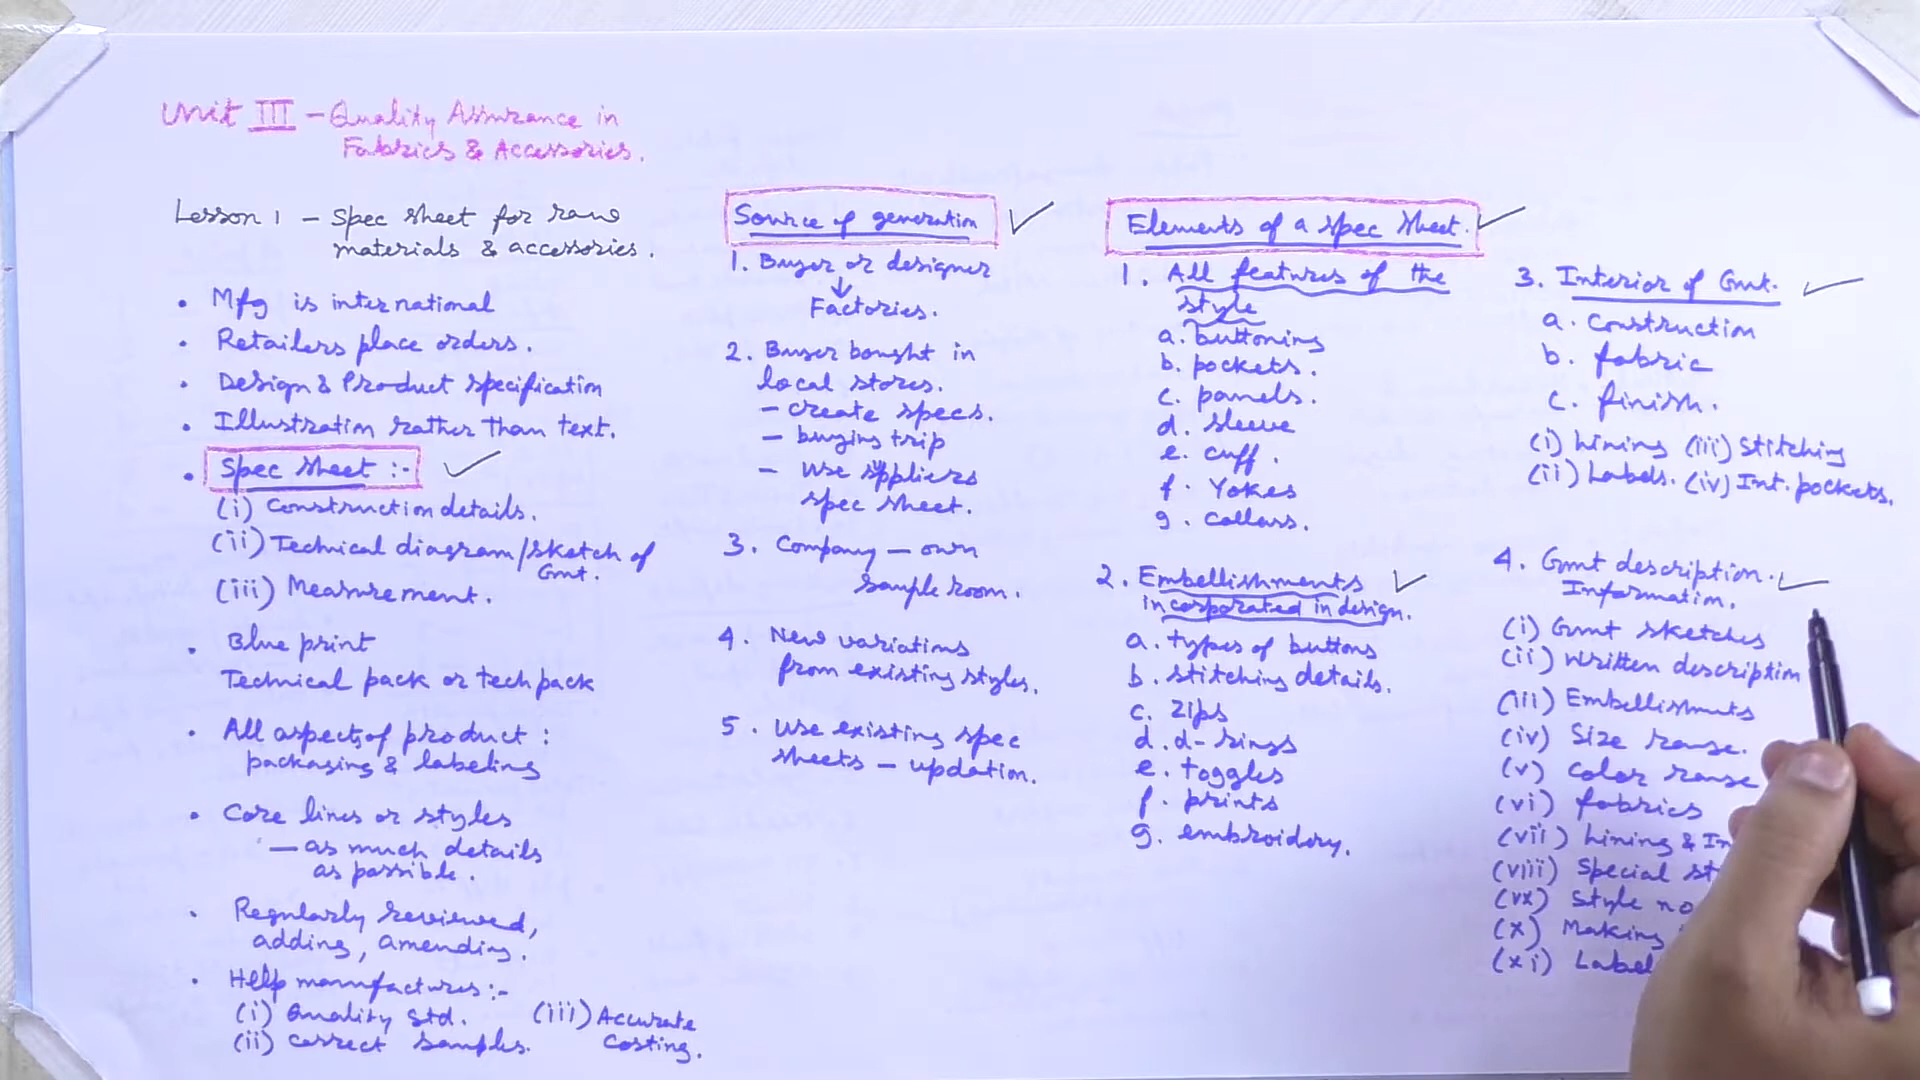 Unit III - Quality Assurance in
Fabrics & Accessories.
Lesson 1 - Spec sheet for raw
materials & accessories.
• Mfg is international
• Retailers place orders.
• Design & Product specification
• Illustration rather than text.
• Spec sheet :-
(i) Construction details.
(ii) Technical diagram/sketch of
Gmt.
(iii) Measurement.
• Blue print
Technical pack or tech pack
• All aspects of product :
packaging & labeling
• Core lines or styles
- as much details
as possible.
• Regularly reviewed,
adding, amending.
• Help manufactures :-
(i) Quality std. (iii) Accurate
(ii) correct samples. Costing.
Source of generation
1. Buyer or designer
↓
Factories.
2. Buyer bought in
local stores.
- create specs.
- buying trip
- use suppliers
spec sheet.
3. Company - own
sample room.
4. New variations
from existing styles.
5. Use existing spec
sheets - updation.
Elements of a spec sheet.
1. All features of the
style
a. buttoning
b. pockets.
c. panels.
d. sleeve
e. cuff.
f. Yokes
g. collars.
2. Embellishments
incorporated in design.
a. types of buttons
b. stitching details.
c. zips
d. d-rings
e. toggles
f. prints
g. embroidery.
3. Interior of Gmt.
a. construction
b. fabric
c. finish.
(i) Lining (iii) Stitching
(ii) Labels. (iv) Int. pockets.
4. Gmt description.
Information.
(i) Gmt sketches
(ii) written description
(iii) Embellishments
(iv) Size range.
(v) color range
(vi) fabrics
(vii) Lining & In
(viii) Special st
(vx) Style no
(x) Making
(xi) Label